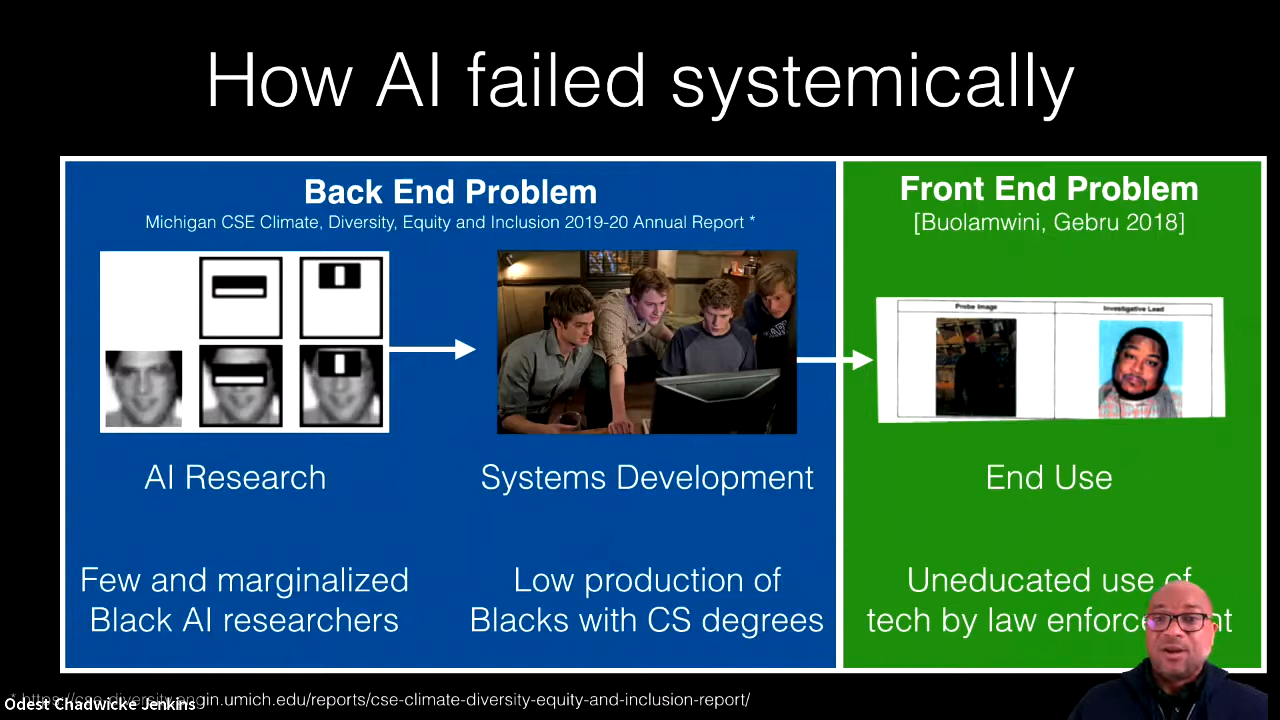 How AI failed systemically
Back End Problem
Michigan CSE Climate, Diversity, Equity and Inclusion 2019-20 Annual Report *
AI Research
Few and marginalized
Black AI researchers
Systems Development
Low production of
Blacks with CS degrees
Front End Problem
[Buolamwini, Gebru 2018]
Probe Image
Investigative Lead
End Use
Uneducated use of
tech by law
* https://cse-diversity.engin.umich.edu/reports/cse-climate-diversity-equity-and-inclusion-report/
Odest Chadwicke Jenkins